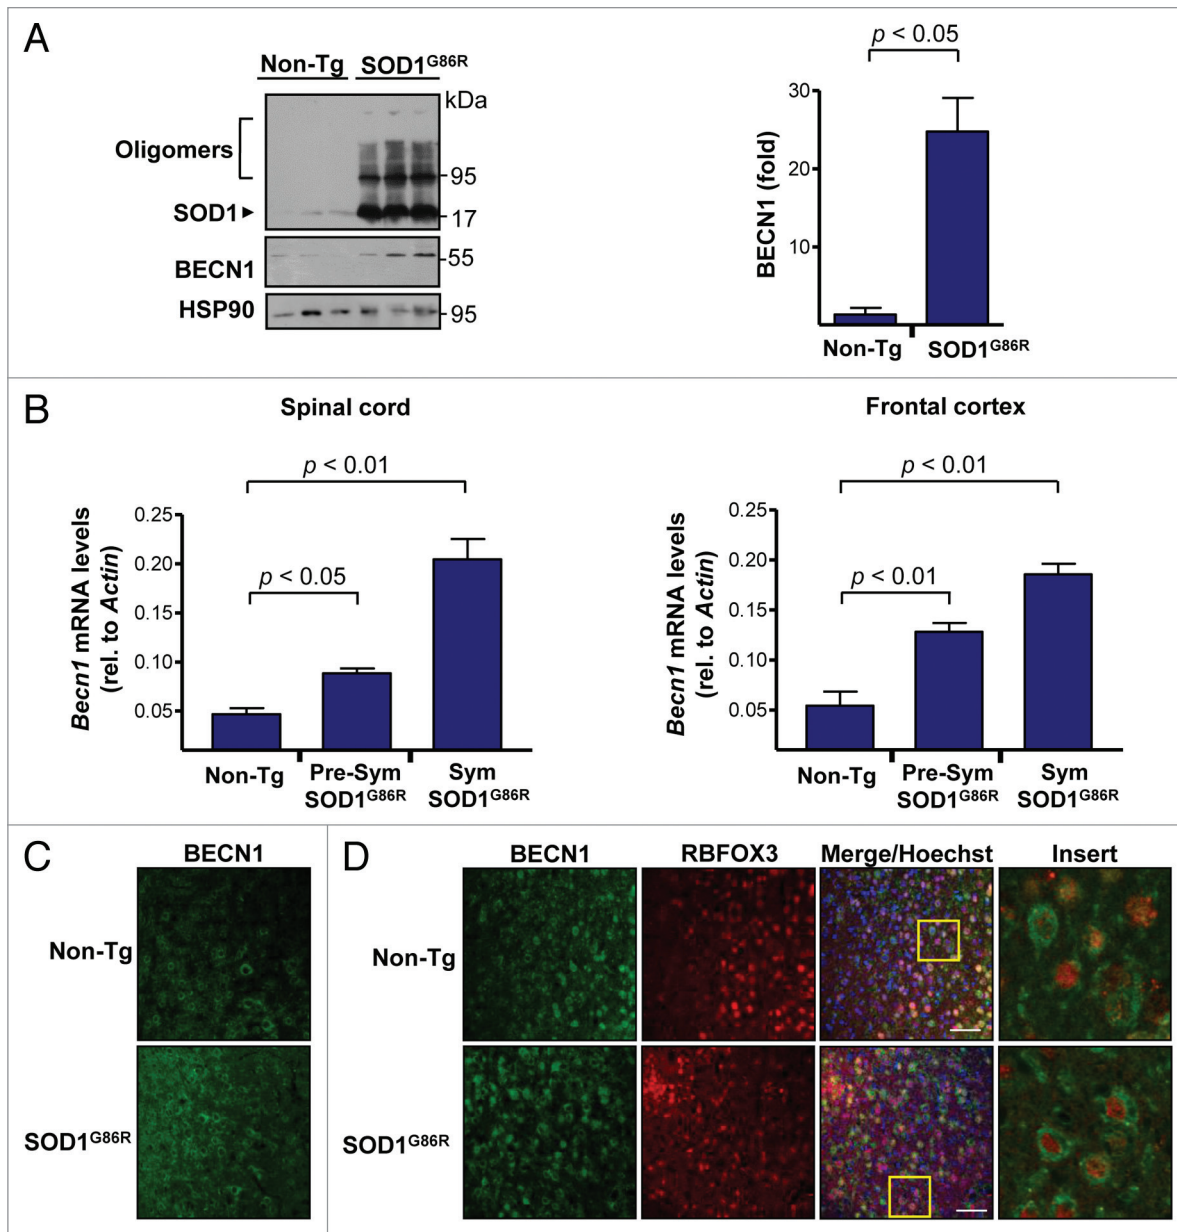 A
Non-Tg SOD1G86R
kDa
Oligomers
95
SOD1
17
BECN1
55
HSP90
95
p < 0.05
BECN1 (fold)
30
20
10
Non-Tg SOD1G86R
B
Spinal cord
p < 0.01
p < 0.05
Becn1 mRNA levels
(rel. to Actin)
0.25
0.20
0.15
0.10
0.05
Non-Tg Pre-Sym Sym
SOD1G86R SOD1G86R
Frontal cortex
p < 0.01
p < 0.01
Becn1 mRNA levels
(rel. to Actin)
0.25
0.20
0.15
0.10
0.05
Non-Tg Pre-Sym Sym
SOD1G86R SOD1G86R
C
BECN1
Non-Tg
SOD1G86R
D
BECN1 RBFOX3 Merge/Hoechst Insert
Non-Tg
SOD1G86R